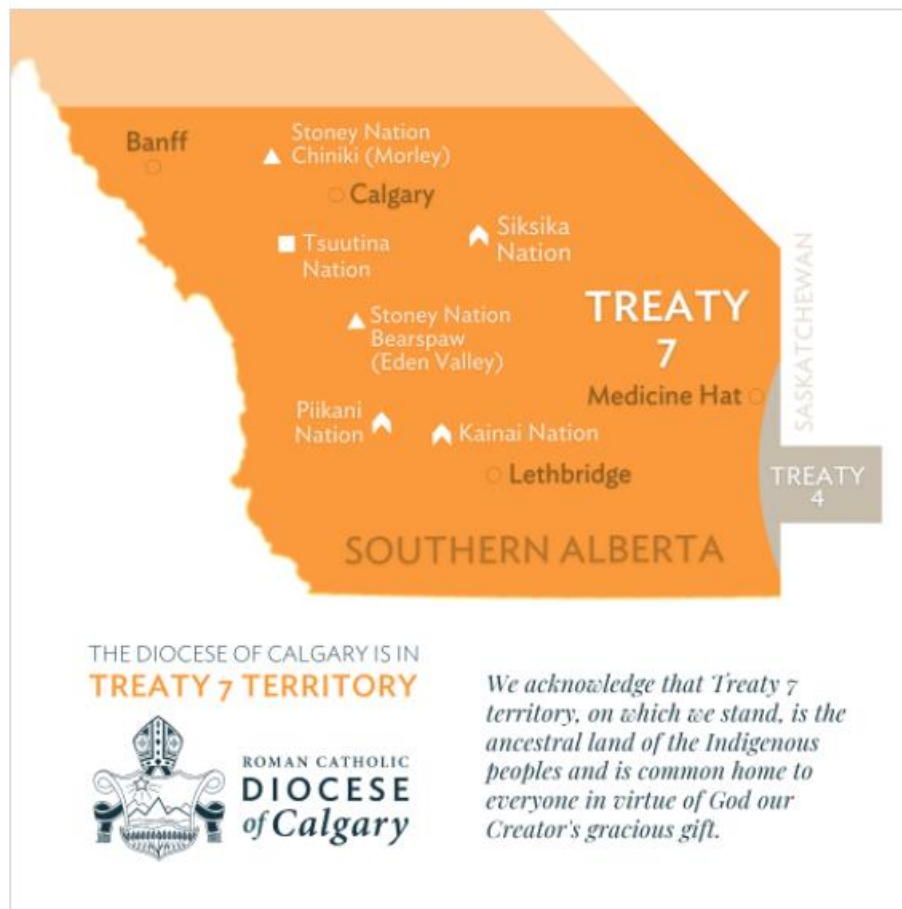 Banff
Stoney Nation
Chiniki (Morley)
Calgary
Tsuutina
Nation
Siksika
Nation
Stoney Nation
Bearspaw
(Eden Valley)
TREATY
7
SASKATCHEWAN
Medicine Hat
Piikani
Nation
Kainai Nation
Lethbridge
TREATY
4
SOUTHERN ALBERTA
THE DIOCESE OF CALGARY IS IN
TREATY 7 TERRITORY
ROMAN CATHOLIC
DIOCESE
of Calgary
We acknowledge that Treaty 7
territory, on which we stand, is the
ancestral land of the Indigenous
peoples and is common home to
everyone in virtue of God our
Creator's gracious gift.